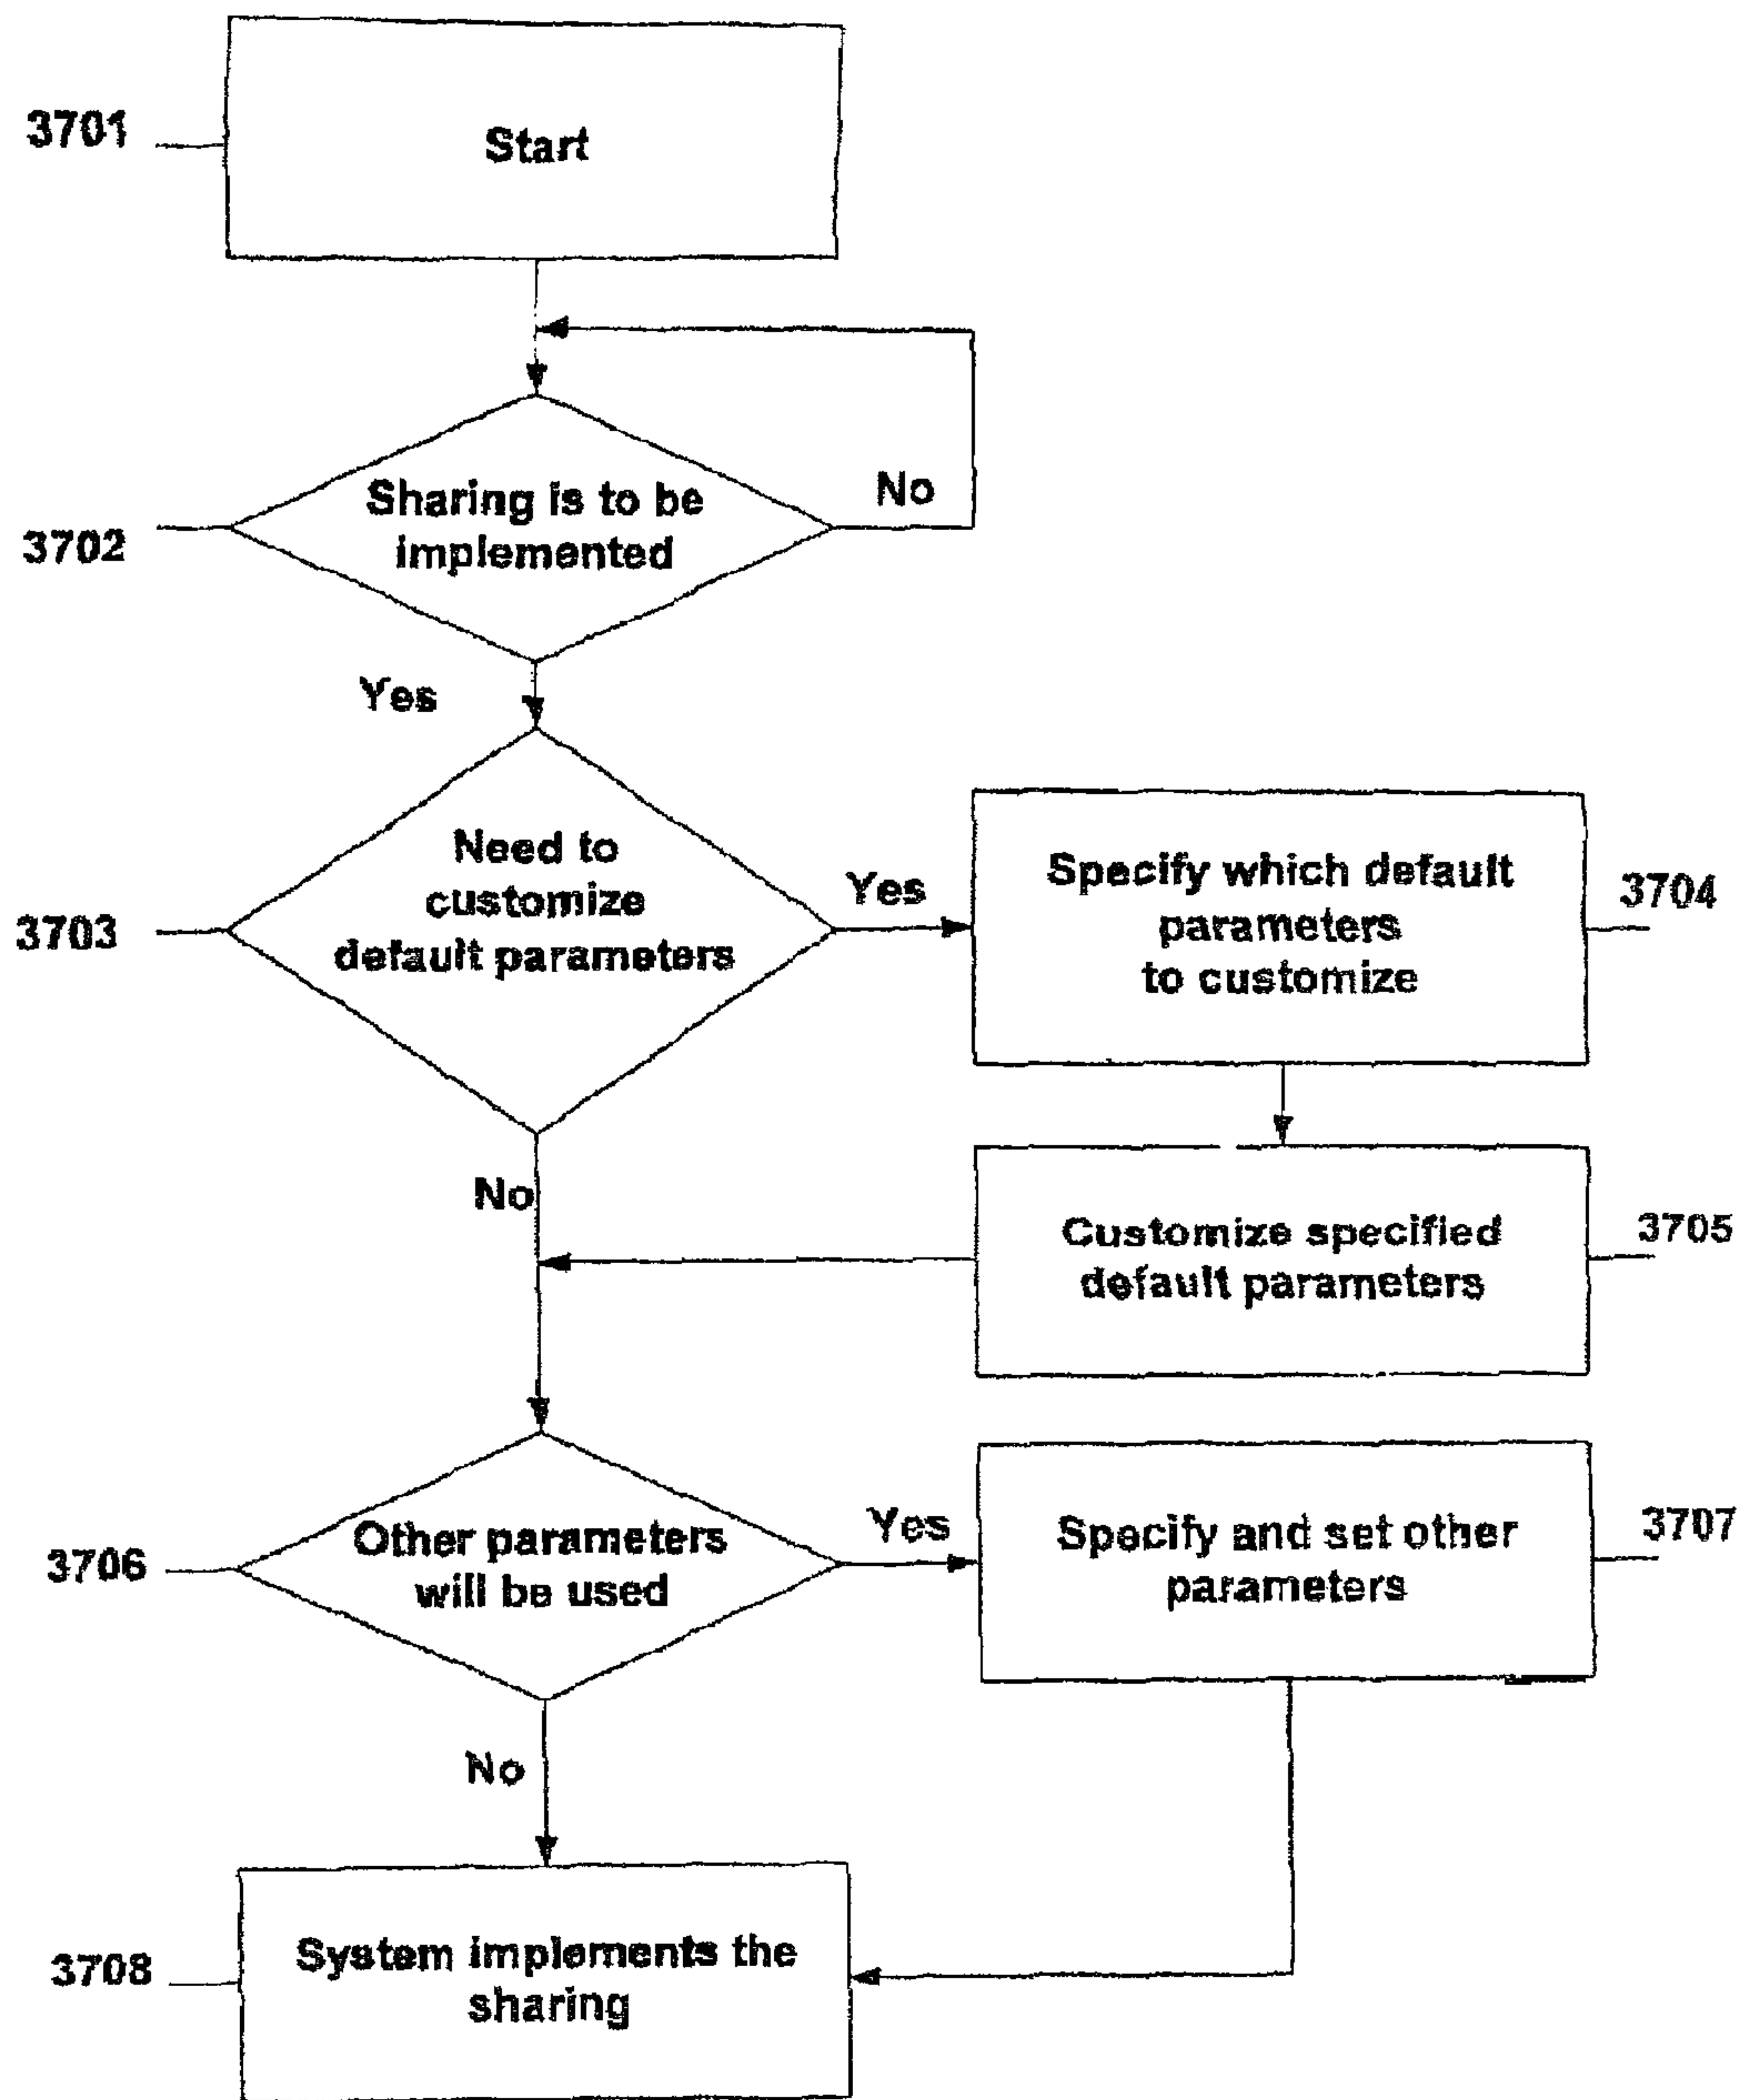 3701
Start
3702
Sharing is to be
implemented
No
Yes
3703
Need to
customize
default parameters
Yes
Specify which default
parameters
to customize
3704
No
Customize specified
default parameters
3705
3706
Other parameters
will be used
Yes
Specify and set other
parameters
3707
No
3708
System implements the
sharing